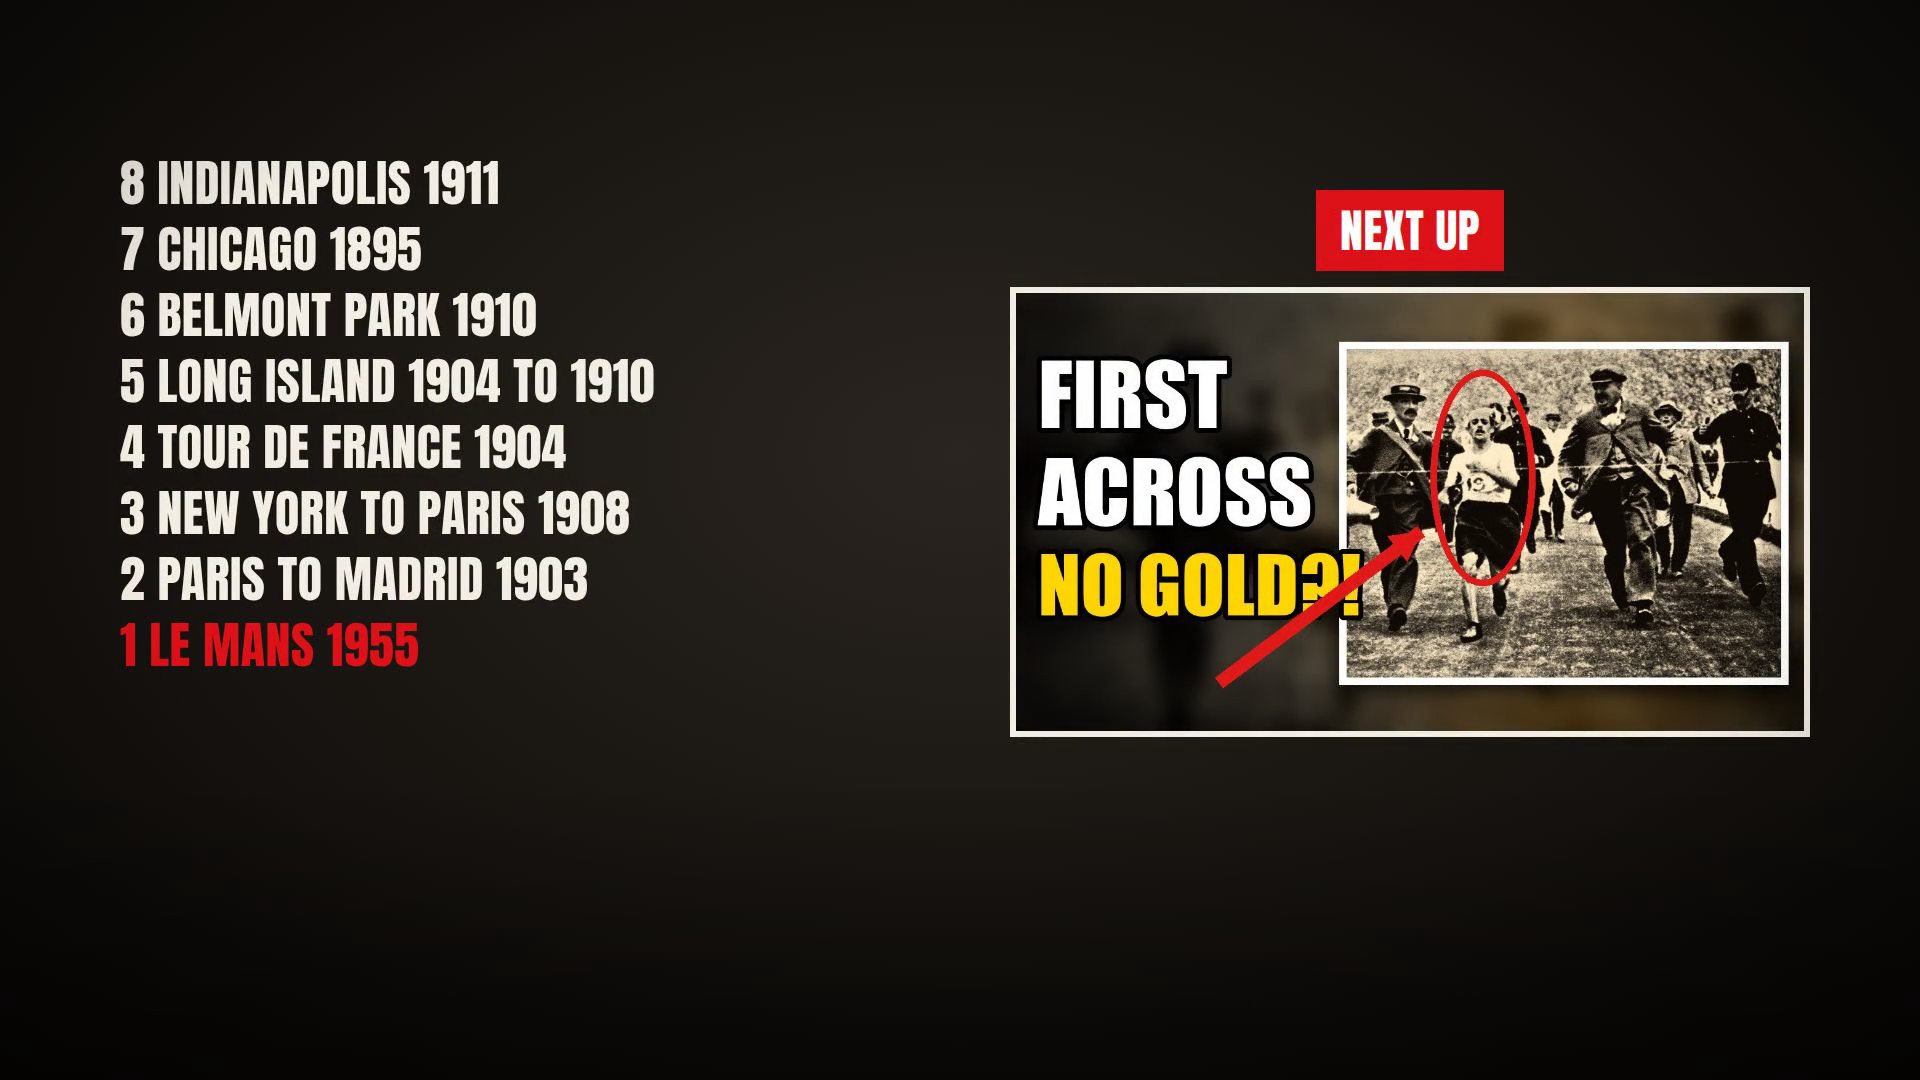 8 INDIANAPOLIS 1911
7 CHICAGO 1895
6 BELMONT PARK 1910
5 LONG ISLAND 1904 TO 1910
4 TOUR DE FRANCE 1904
3 NEW YORK TO PARIS 1908
2 PARIS TO MADRID 1903
1 LE MANS 1955
NEXT UP
FIRST
ACROSS
NO GOLD?!
19